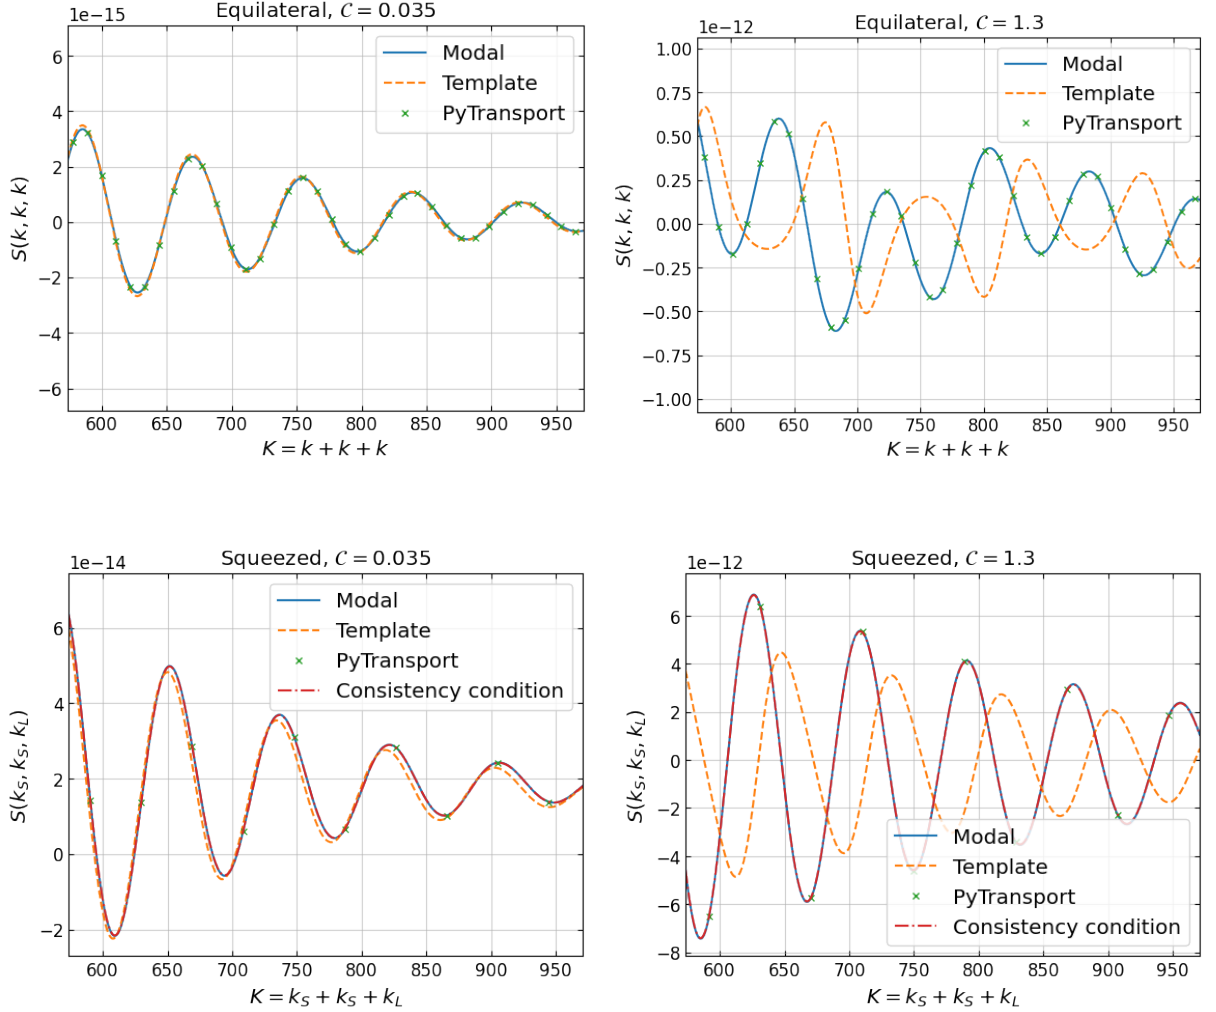 Equilateral, 𝒞 = 0.035
1e−15
Modal
Template
PyTransport
6
4
2
0
−2
−4
−6
S(k, k, k)
600 650 700 750 800 850 900 950
K = k + k + k
Equilateral, 𝒞 = 1.3
1e−12
Modal
Template
PyTransport
1.00
0.75
0.50
0.25
0.00
−0.25
−0.50
−0.75
−1.00
S(k, k, k)
600 650 700 750 800 850 900 950
K = k + k + k
Squeezed, 𝒞 = 0.035
1e−14
Modal
Template
PyTransport
Consistency condition
6
4
2
0
−2
S(k_S, k_S, k_L)
600 650 700 750 800 850 900 950
K = k_S + k_S + k_L
Squeezed, 𝒞 = 1.3
1e−12
6
4
2
0
−2
−4
−6
−8
S(k_S, k_S, k_L)
Modal
Template
PyTransport
Consistency condition
600 650 700 750 800 850 900 950
K = k_S + k_S + k_L